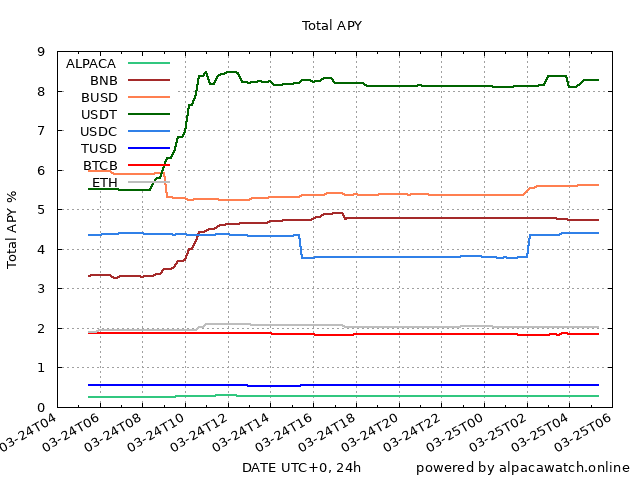 Total APY
Total APY %
9
8
7
6
5
4
3
2
1
0
ALPACA
BNB
BUSD
USDT
USDC
TUSD
BTCB
ETH
03-24T04
03-24T06
03-24T08
03-24T10
03-24T12
03-24T14
03-24T16
03-24T18
03-24T20
03-24T22
03-25T00
03-25T02
03-25T04
03-25T06
DATE UTC+0, 24h
powered by alpacawatch.online